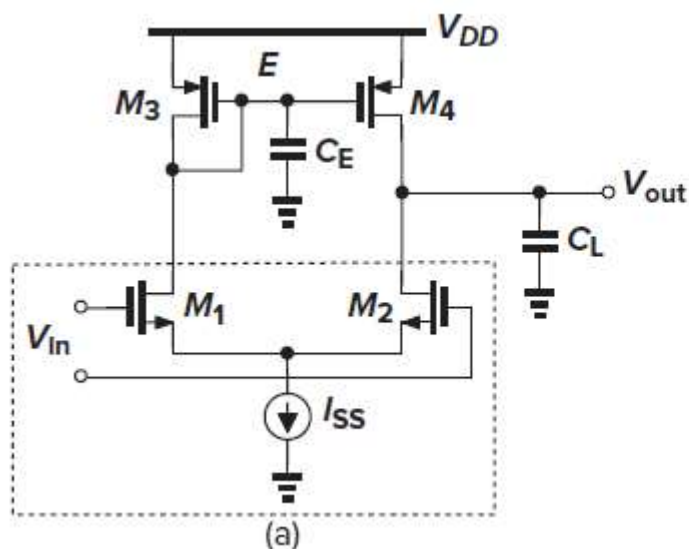 V_DD
E
M_3
M_4
C_E
V_out
C_L
M_1
M_2
V_in
I_SS
(a)